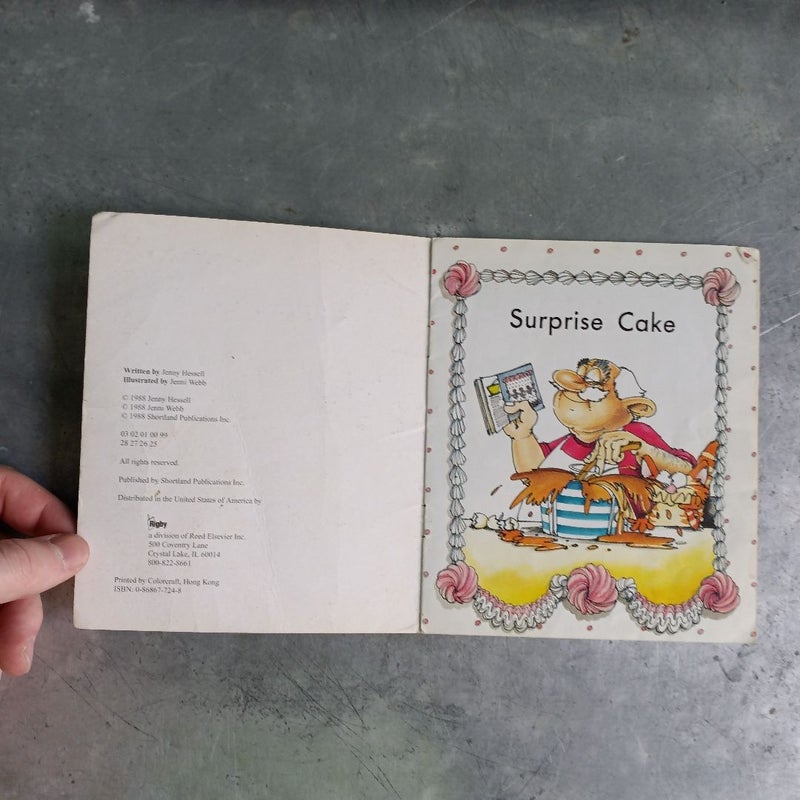 Written by Jenny Hessell
Illustrated by Jenni Webb
© 1988 Jenny Hessell
© 1988 Jenni Webb
© 1988 Shortland Publications Inc.
03 02 01 00 99
28 27 26 25
All rights reserved.
Published by Shortland Publications Inc.
Distributed in the United States of America by
Rigby
a division of Reed Elsevier Inc.
500 Coventry Lane
Crystal Lake, IL 60014
800-822-8661
Printed by Colorcraft, Hong Kong
ISBN: 0-86867-724-8
Surprise Cake